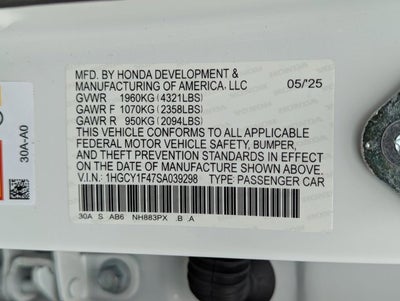 MFD. BY HONDA DEVELOPMENT &
MANUFACTURING OF AMERICA, LLC 05/'25
GVWR 1960KG (4321LBS)
GAWR F 1070KG (2358LBS)
GAWR R 950KG (2094LBS)
THIS VEHICLE CONFORMS TO ALL APPLICABLE
FEDERAL MOTOR VEHICLE SAFETY, BUMPER,
AND THEFT PREVENTION STANDARDS IN EFFECT
ON THE DATE OF MANUFACTURE SHOWN ABOVE.
V.I.N.: 1HGCY1F47SA039298 TYPE: PASSENGER CAR
30A S AB6 NH883PX .B A
30A-A0